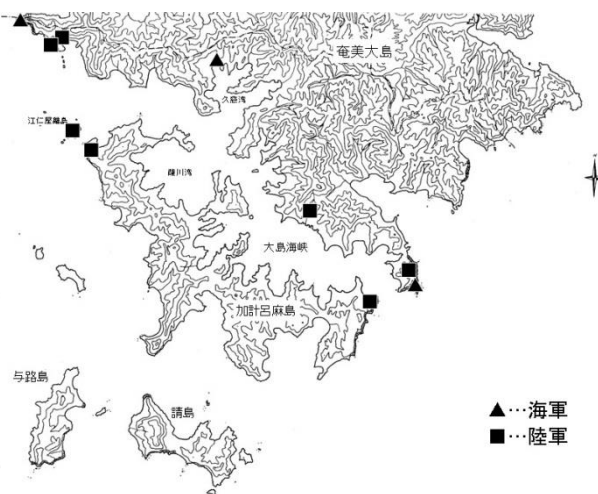 奄美大島
久慈湾
江仁屋離島
薩川湾
大島海峡
加計呂麻島
与路島
請島
▲…海軍
■…陸軍